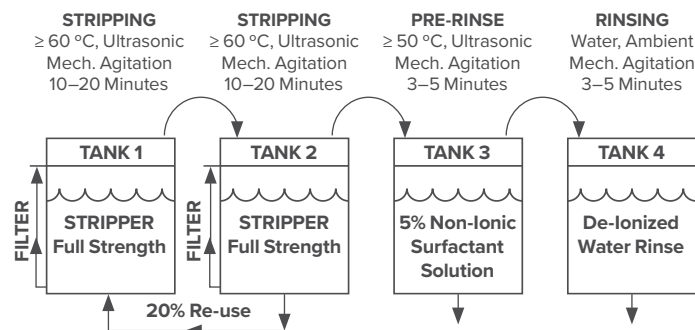 STRIPPING
≥ 60 ºC, Ultrasonic
Mech. Agitation
10–20 Minutes
STRIPPING
≥ 60 ºC, Ultrasonic
Mech. Agitation
10–20 Minutes
PRE-RINSE
≥ 50 ºC, Ultrasonic
Mech. Agitation
3–5 Minutes
RINSING
Water, Ambient
Mech. Agitation
3–5 Minutes
TANK 1
FILTER
STRIPPER
Full Strength
TANK 2
FILTER
STRIPPER
Full Strength
TANK 3
5% Non-Ionic
Surfactant
Solution
TANK 4
De-Ionized
Water Rinse
20% Re-use